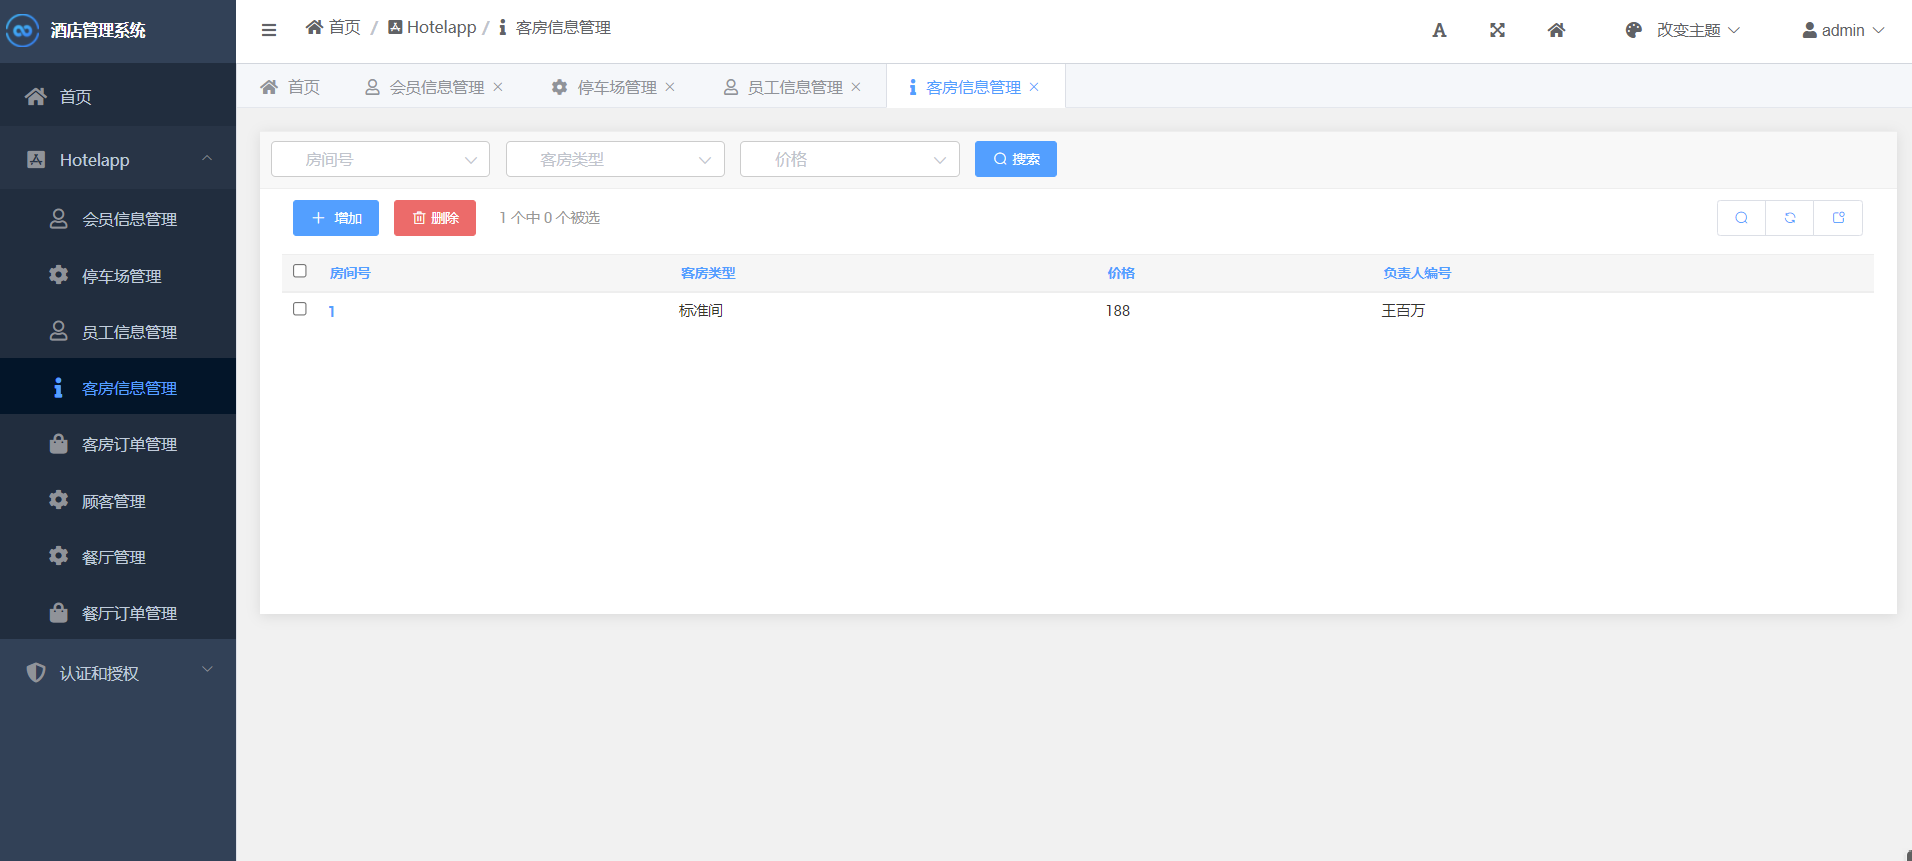 酒店管理系统
首页
Hotelapp
会员信息管理
停车场管理
员工信息管理
客房信息管理
客房订单管理
顾客管理
餐厅管理
餐厅订单管理
认证和授权
首页 / Hotelapp / 客房信息管理
改变主题
admin
首页 会员信息管理 停车场管理 员工信息管理 客房信息管理
房间号 客房类型 价格 搜索
增加 删除 1 个中 0 个被选
房间号 客房类型 价格 负责人编号
1 标准间 188 王百万